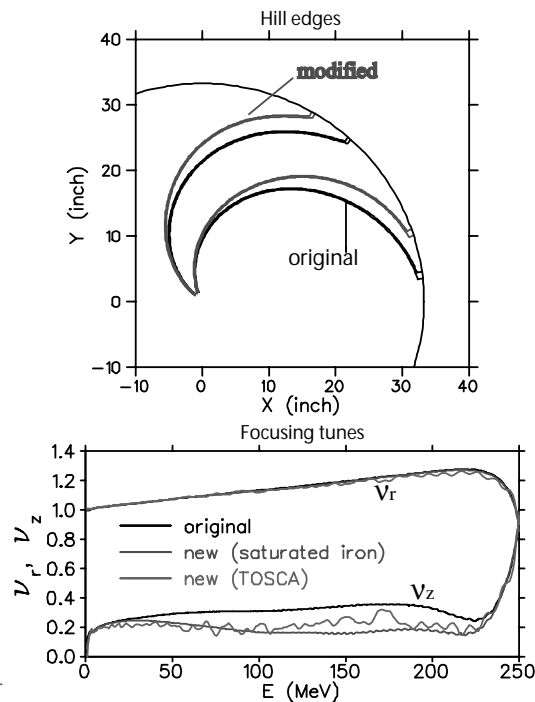 Hill edges
modified
original
Y (inch)
40
30
20
10
0
−10
−10 0 10 20 30 40
X (inch)
Focusing tunes
1.4
1.2
1.0
0.8
0.6
0.4
0.2
0.0
νr, νz
νr
original
new (saturated iron)
new (TOSCA)
νz
0 50 100 150 200 250
E (MeV)